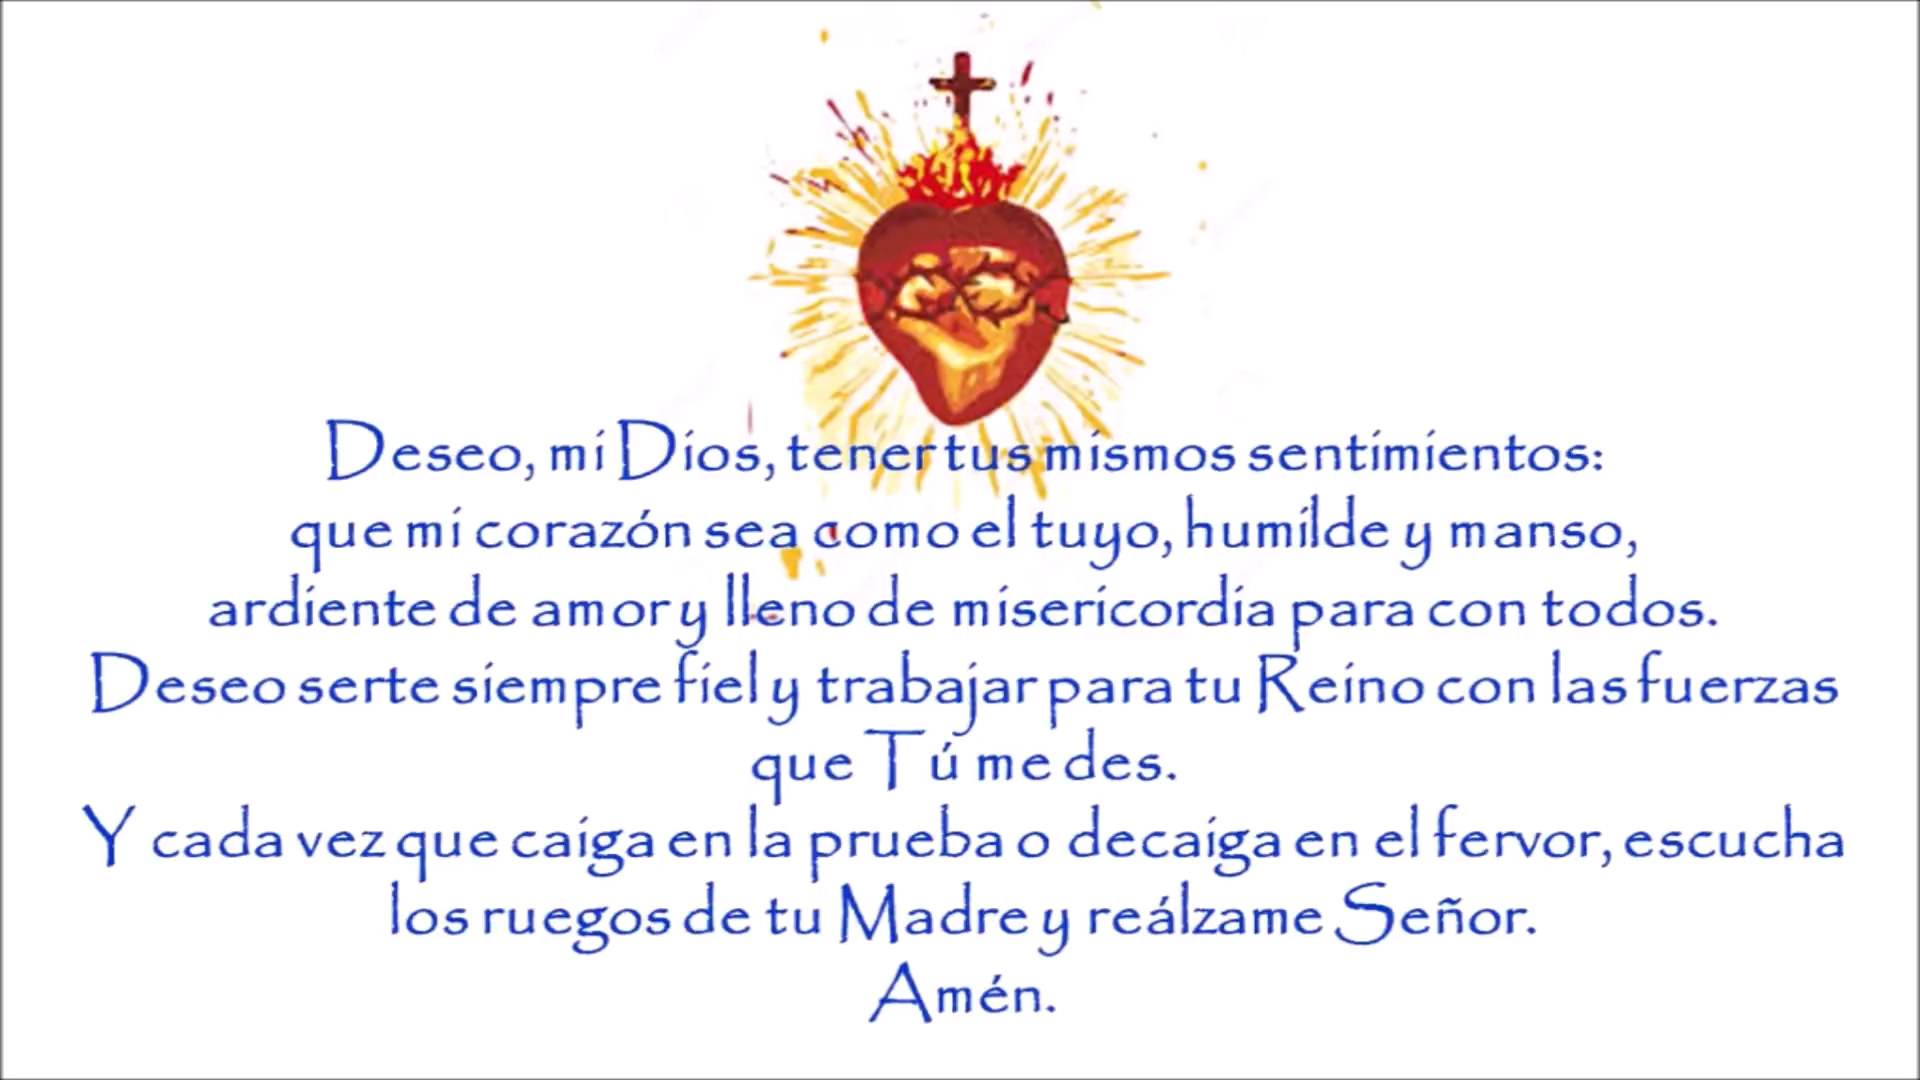 Deseo, mi Dios, tener tus mismos sentimientos:
que mi corazón sea como el tuyo, humilde y manso,
ardiente de amor y lleno de misericordia para con todos.
Deseo serte siempre fiel y trabajar para tu Reino con las fuerzas
que Tú me des.
Y cada vez que caiga en la prueba o decaiga en el fervor, escucha
los ruegos de tu Madre y reálzame Señor.
Amén.